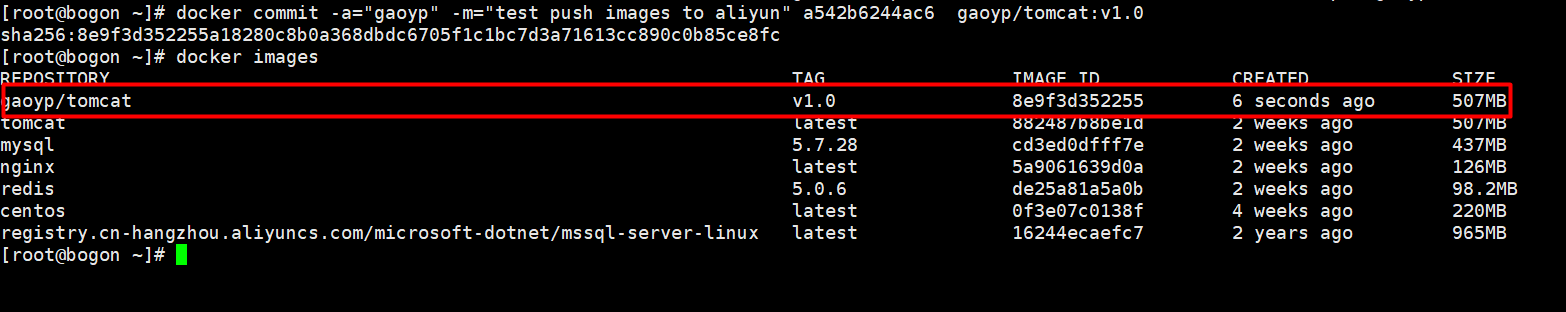 [root@bogon ~]# docker commit -a="gaoyp" -m="test push images to aliyun" a542b6244ac6  gaoyp/tomcat:v1.0
sha256:8e9f3d352255a18280c8b0a368dbdc6705f1c1bc7d3a71613cc890c0b85ce8fc
[root@bogon ~]# docker images
REPOSITORY TAG IMAGE ID CREATED SIZE
gaoyp/tomcat v1.0 8e9f3d352255 6 seconds ago 507MB
tomcat latest 882487b8be1d 2 weeks ago 507MB
mysql 5.7.28 cd3ed0dfff7e 2 weeks ago 437MB
nginx latest 5a9061639d0a 2 weeks ago 126MB
redis 5.0.6 de25a81a5a0b 2 weeks ago 98.2MB
centos latest 0f3e07c0138f 4 weeks ago 220MB
registry.cn-hangzhou.aliyuncs.com/microsoft-dotnet/mssql-server-linux latest 16244ecaefc7 2 years ago 965MB
[root@bogon ~]#